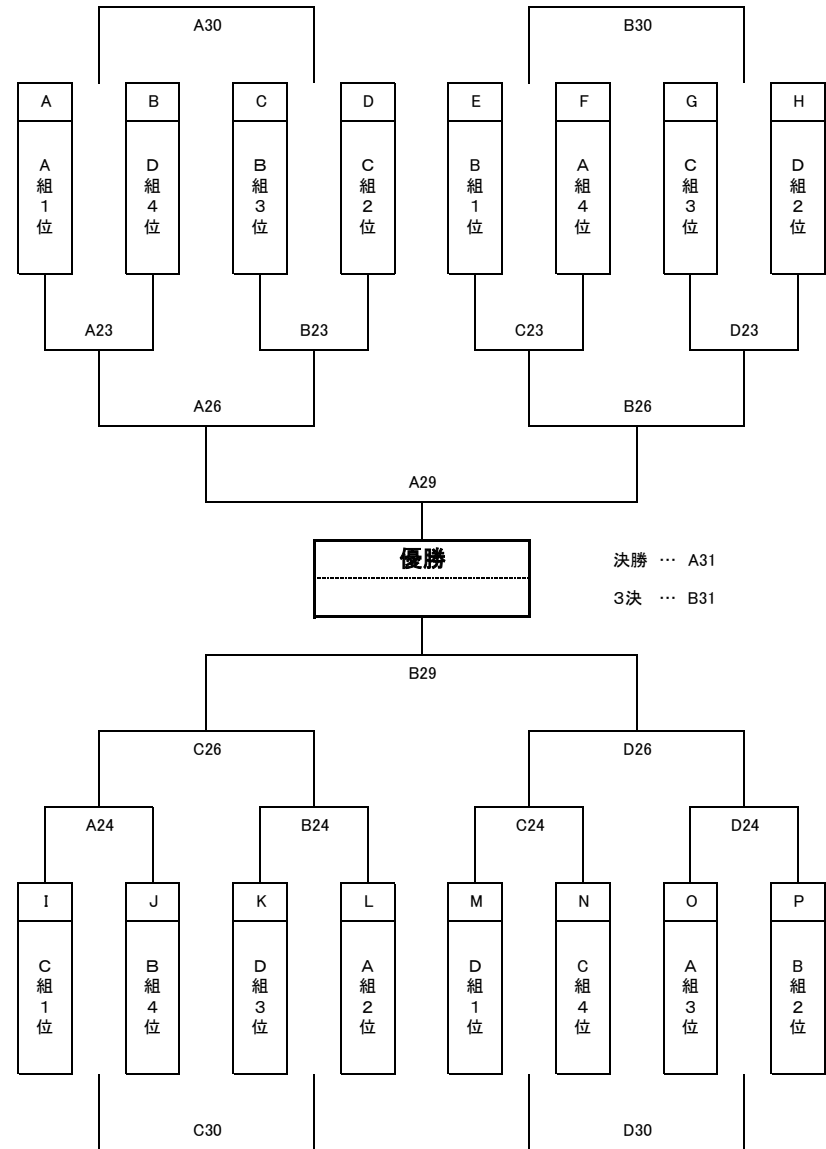 A30 B30
A B C D E F G H
A組1位 D組4位 B組3位 C組2位 B組1位 A組4位 C組3位 D組2位
A23 B23 C23 D23
A26 B26
A29
優勝
決勝 … A31
3決 … B31
B29
C26 D26
A24 B24 C24 D24
I J K L M N O P
C組1位 B組4位 D組3位 A組2位 D組1位 C組4位 A組3位 B組2位
C30 D30